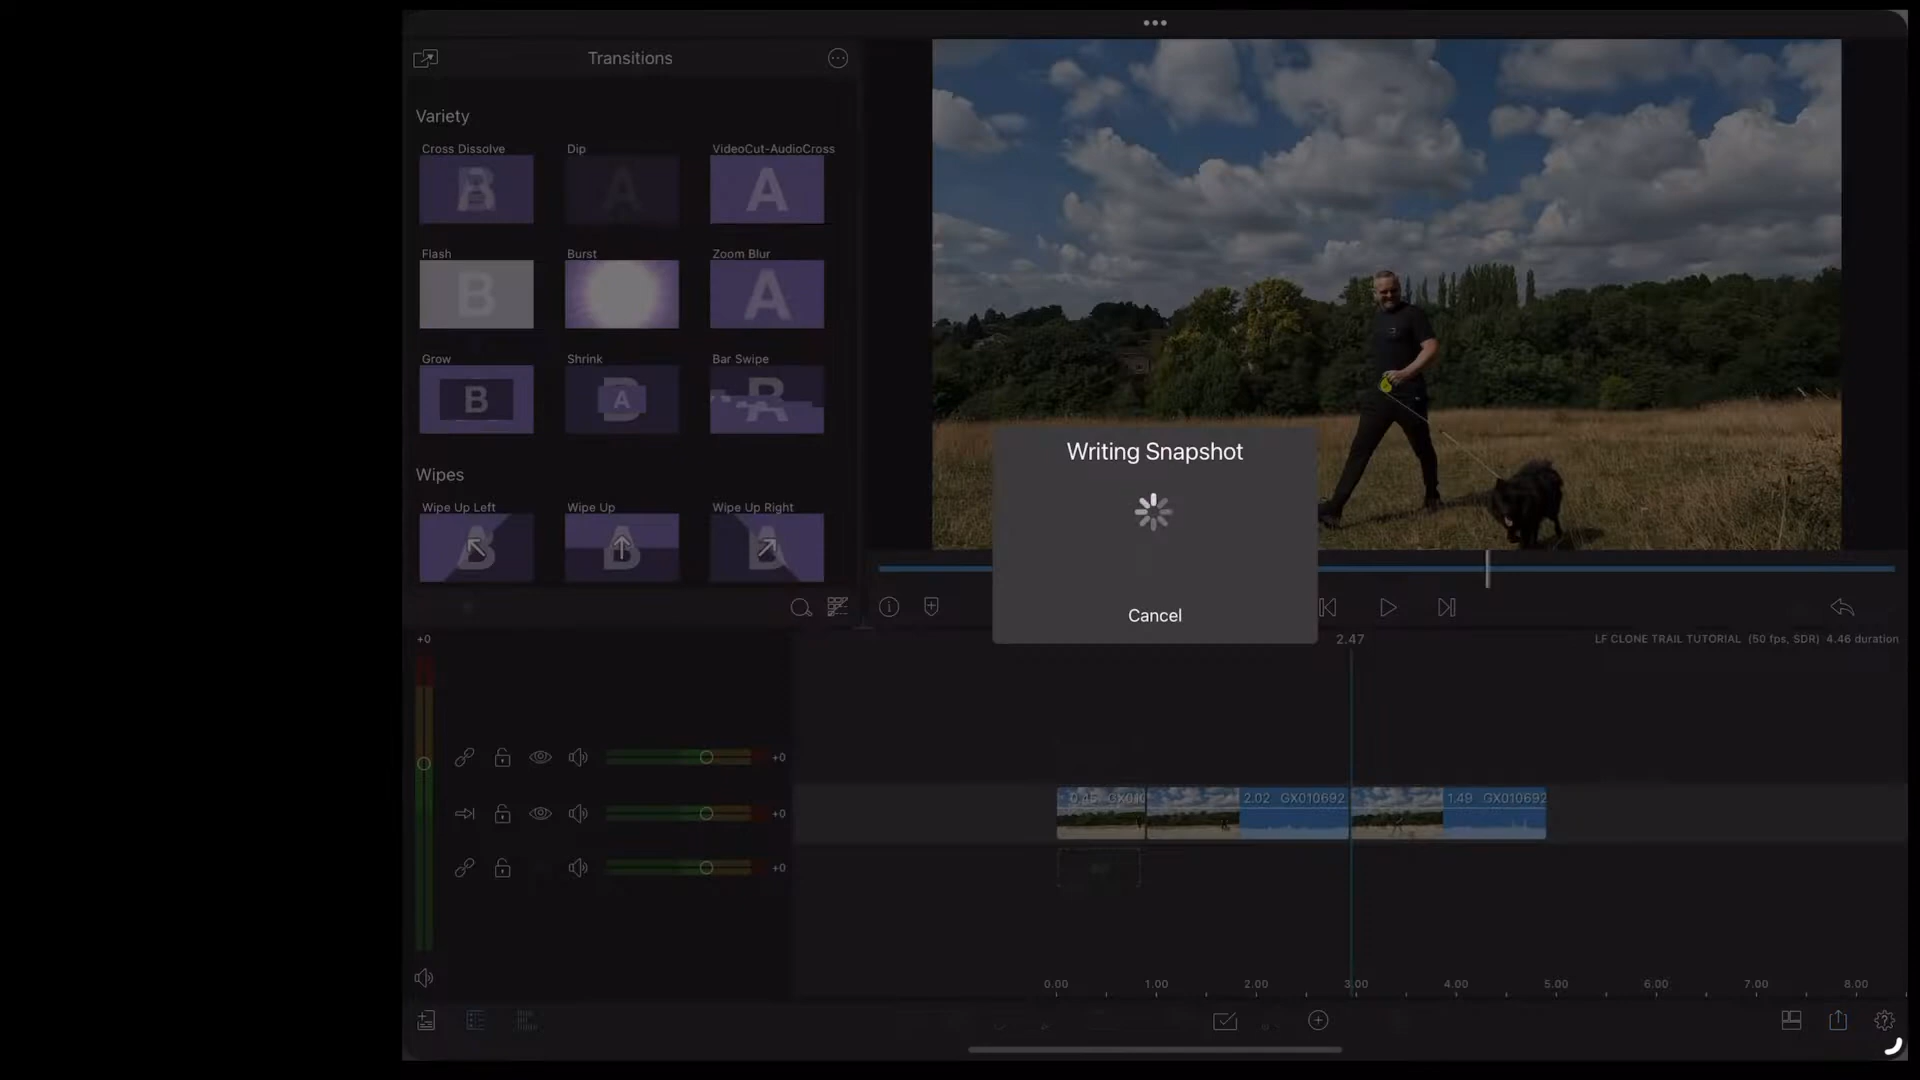 Transitions
Variety
Cross Dissolve
Dip
VideoCut-AudioCross
B
A
A
Flash
Burst
Zoom Blur
B
A
Grow
Shrink
Bar Swipe
B
A
Wipes
Wipe Up Left
Wipe Up
Wipe Up Right
Writing Snapshot
Cancel
+0
2.47
LF CLONE TRAIL TUTORIAL (50 fps, SDR) 4.46 duration
+0
+0
2.02 GX010692
1.49 GX010692
+0
0.00 1.00 2.00 3.00 4.00 5.00 6.00 7.00 8.00